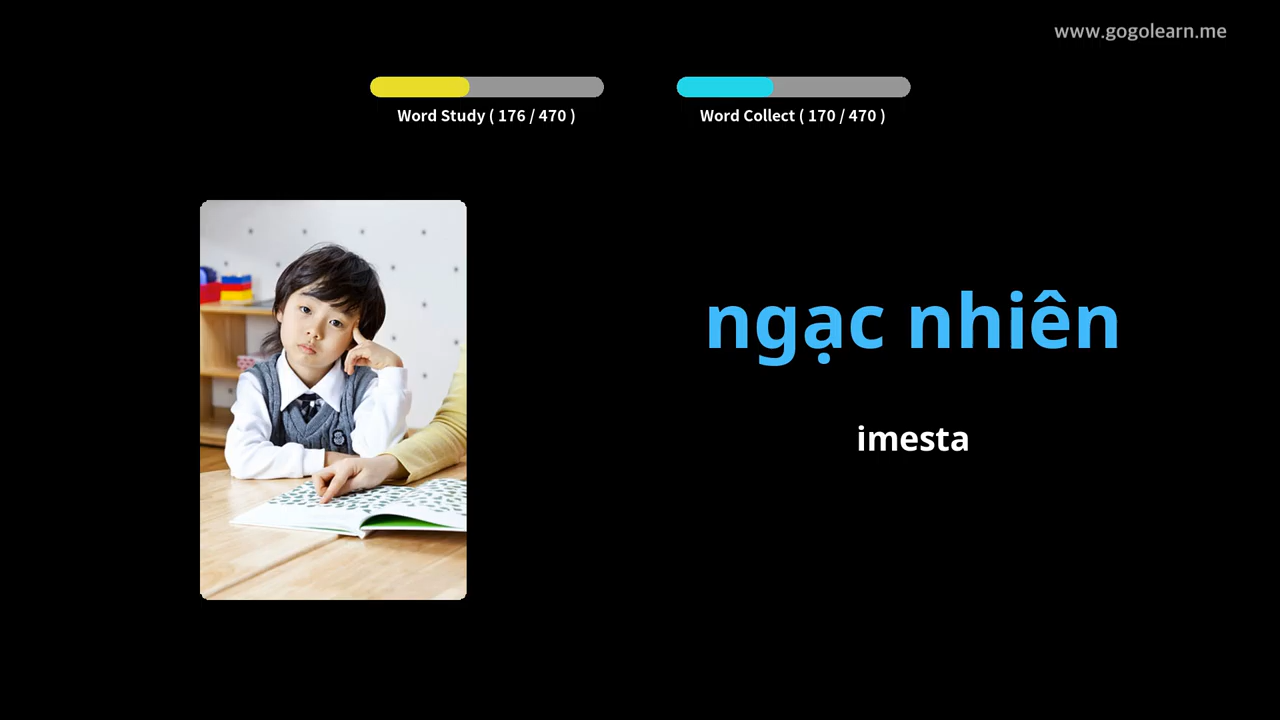 www.gogolearn.me
Word Study ( 176 / 470 )
Word Collect ( 170 / 470 )
ngạc nhiên
imesta